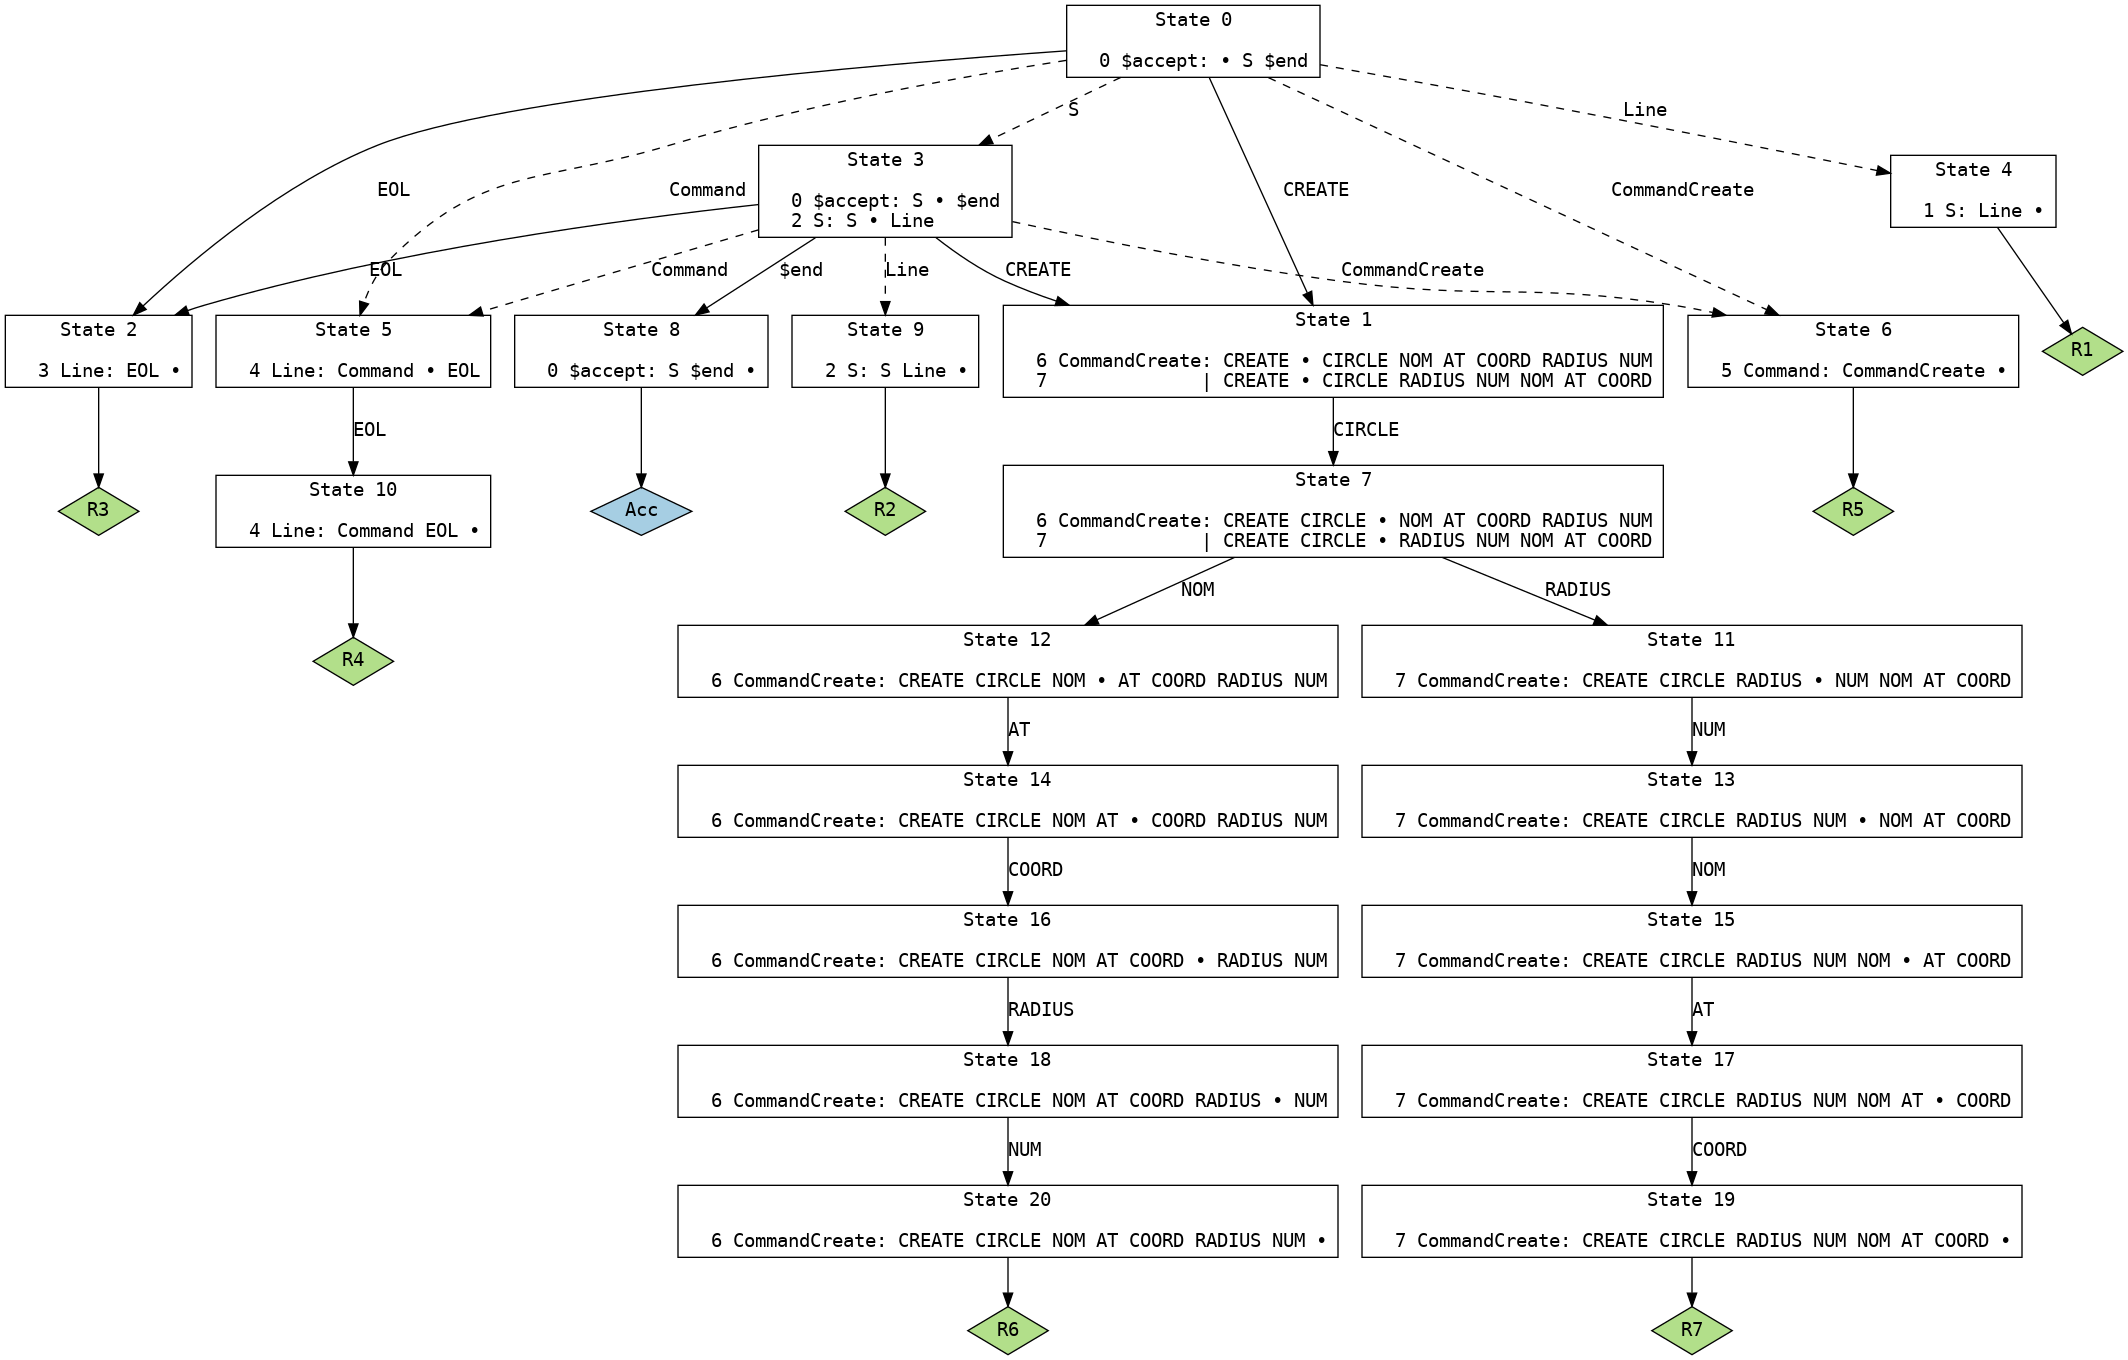 State 0
0 $accept: • S $end
S
Line
EOL
Command
State 3
0 $accept: S • $end
2 S: S • Line
CREATE
CommandCreate
State 4
1 S: Line •
EOL
Command
$end
Line
CREATE
CommandCreate
State 2
3 Line: EOL •
State 5
4 Line: Command • EOL
State 8
0 $accept: S $end •
State 9
2 S: S Line •
State 1
6 CommandCreate: CREATE • CIRCLE NOM AT COORD RADIUS NUM
7 | CREATE • CIRCLE RADIUS NUM NOM AT COORD
State 6
5 Command: CommandCreate •
R1
EOL
CIRCLE
R3
State 10
4 Line: Command EOL •
Acc
R2
State 7
6 CommandCreate: CREATE CIRCLE • NOM AT COORD RADIUS NUM
7 | CREATE CIRCLE • RADIUS NUM NOM AT COORD
R5
NOM
RADIUS
R4
State 12
6 CommandCreate: CREATE CIRCLE NOM • AT COORD RADIUS NUM
State 11
7 CommandCreate: CREATE CIRCLE RADIUS • NUM NOM AT COORD
AT
NUM
State 14
6 CommandCreate: CREATE CIRCLE NOM AT • COORD RADIUS NUM
State 13
7 CommandCreate: CREATE CIRCLE RADIUS NUM • NOM AT COORD
COORD
NOM
State 16
6 CommandCreate: CREATE CIRCLE NOM AT COORD • RADIUS NUM
State 15
7 CommandCreate: CREATE CIRCLE RADIUS NUM NOM • AT COORD
RADIUS
AT
State 18
6 CommandCreate: CREATE CIRCLE NOM AT COORD RADIUS • NUM
State 17
7 CommandCreate: CREATE CIRCLE RADIUS NUM NOM AT • COORD
NUM
COORD
State 20
6 CommandCreate: CREATE CIRCLE NOM AT COORD RADIUS NUM •
State 19
7 CommandCreate: CREATE CIRCLE RADIUS NUM NOM AT COORD •
R6
R7